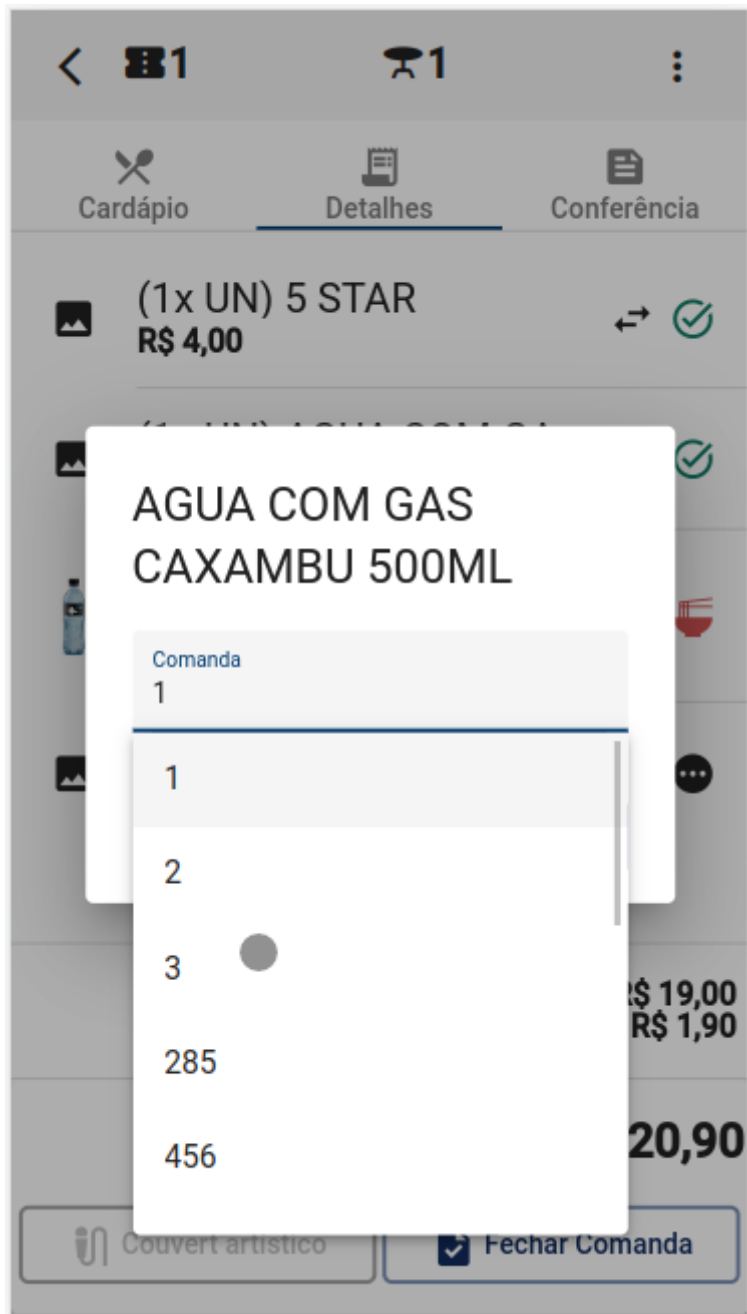 1
1
Cardápio
Detalhes
Conferência
(1x UN) 5 STAR
R$ 4,00
AGUA COM GAS
CAXAMBU 500ML
Comanda
1
1
2
3
285
456
R$ 19,00
R$ 1,90
20,90
Couvert artístico
Fechar Comanda